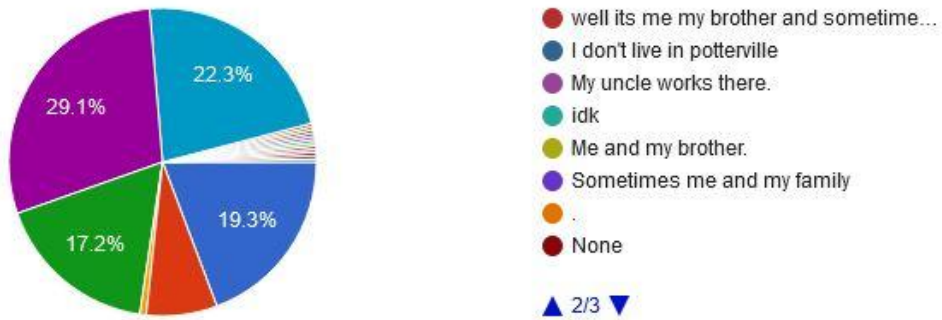 22.3%
29.1%
19.3%
17.2%
well its me my brother and sometime...
I don't live in potterville
My uncle works there.
idk
Me and my brother.
Sometimes me and my family
.
None
▲ 2/3 ▼